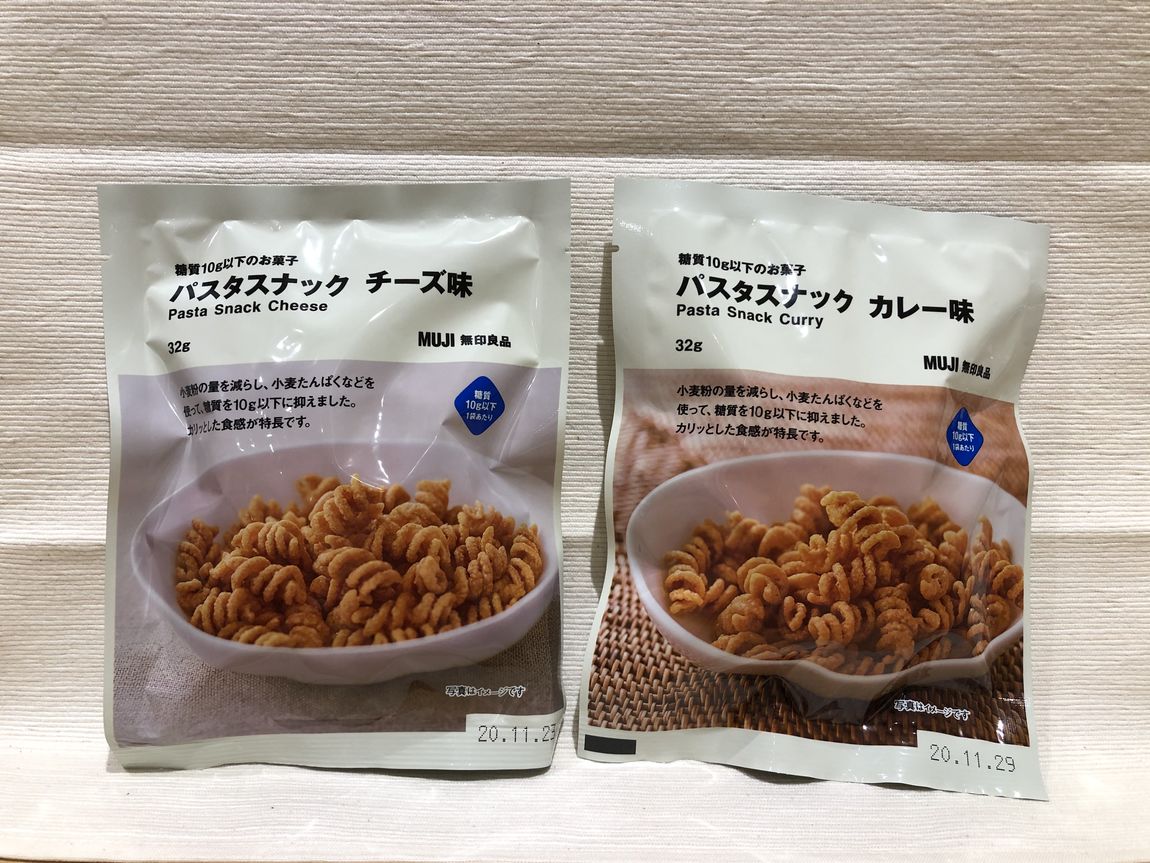 糖質10g以下のお菓子
パスタスナック チーズ味
Pasta Snack Cheese
32g
MUJI 無印良品
小麦粉の量を減らし、小麦たんぱくなどを
使って、糖質を10g以下に抑えました。
カリッとした食感が特長です。
糖質
10g以下
1袋あたり
写真はイメージです
20.11.23
糖質10g以下のお菓子
パスタスナック カレー味
Pasta Snack Curry
32g
MUJI 無印良品
小麦粉の量を減らし、小麦たんぱくなどを
使って、糖質を10g以下に抑えました。
カリッとした食感が特長です。
糖質
10g以下
1袋あたり
写真はイメージです
20.11.29